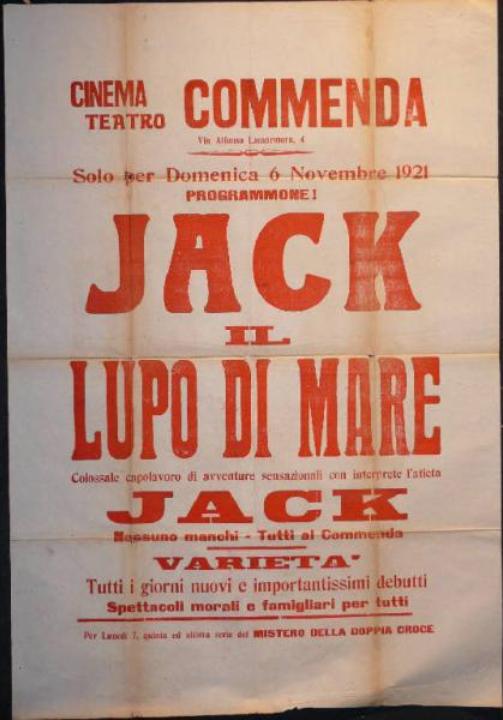 CINEMA TEATRO COMMENDA
Via Alfonso Lamarmora, 4
Solo per Domenica 6 Novembre 1921
PROGRAMMONE!
JACK
IL
LUPO DI MARE
Colossale capolavoro di avventure sensazionali con interprete l'atleta
JACK
Nessuno manchi - Tutti al Commenda
VARIETA'
Tutti i giorni nuovi e importantissimi debutti
Spettacoli morali e famigliari per tutti
Per Lunedì 7, quinta ed ultima serie del MISTERO DELLA DOPPIA CROCE